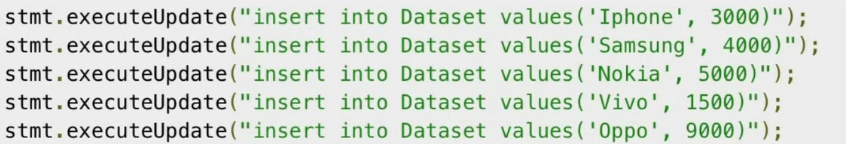 stmt.executeUpdate("insert into Dataset values('Iphone', 3000)");
stmt.executeUpdate("insert into Dataset values('Samsung', 4000)");
stmt.executeUpdate("insert into Dataset values('Nokia', 5000)");
stmt.executeUpdate("insert into Dataset values('Vivo', 1500)");
stmt.executeUpdate("insert into Dataset values('Oppo', 9000)");